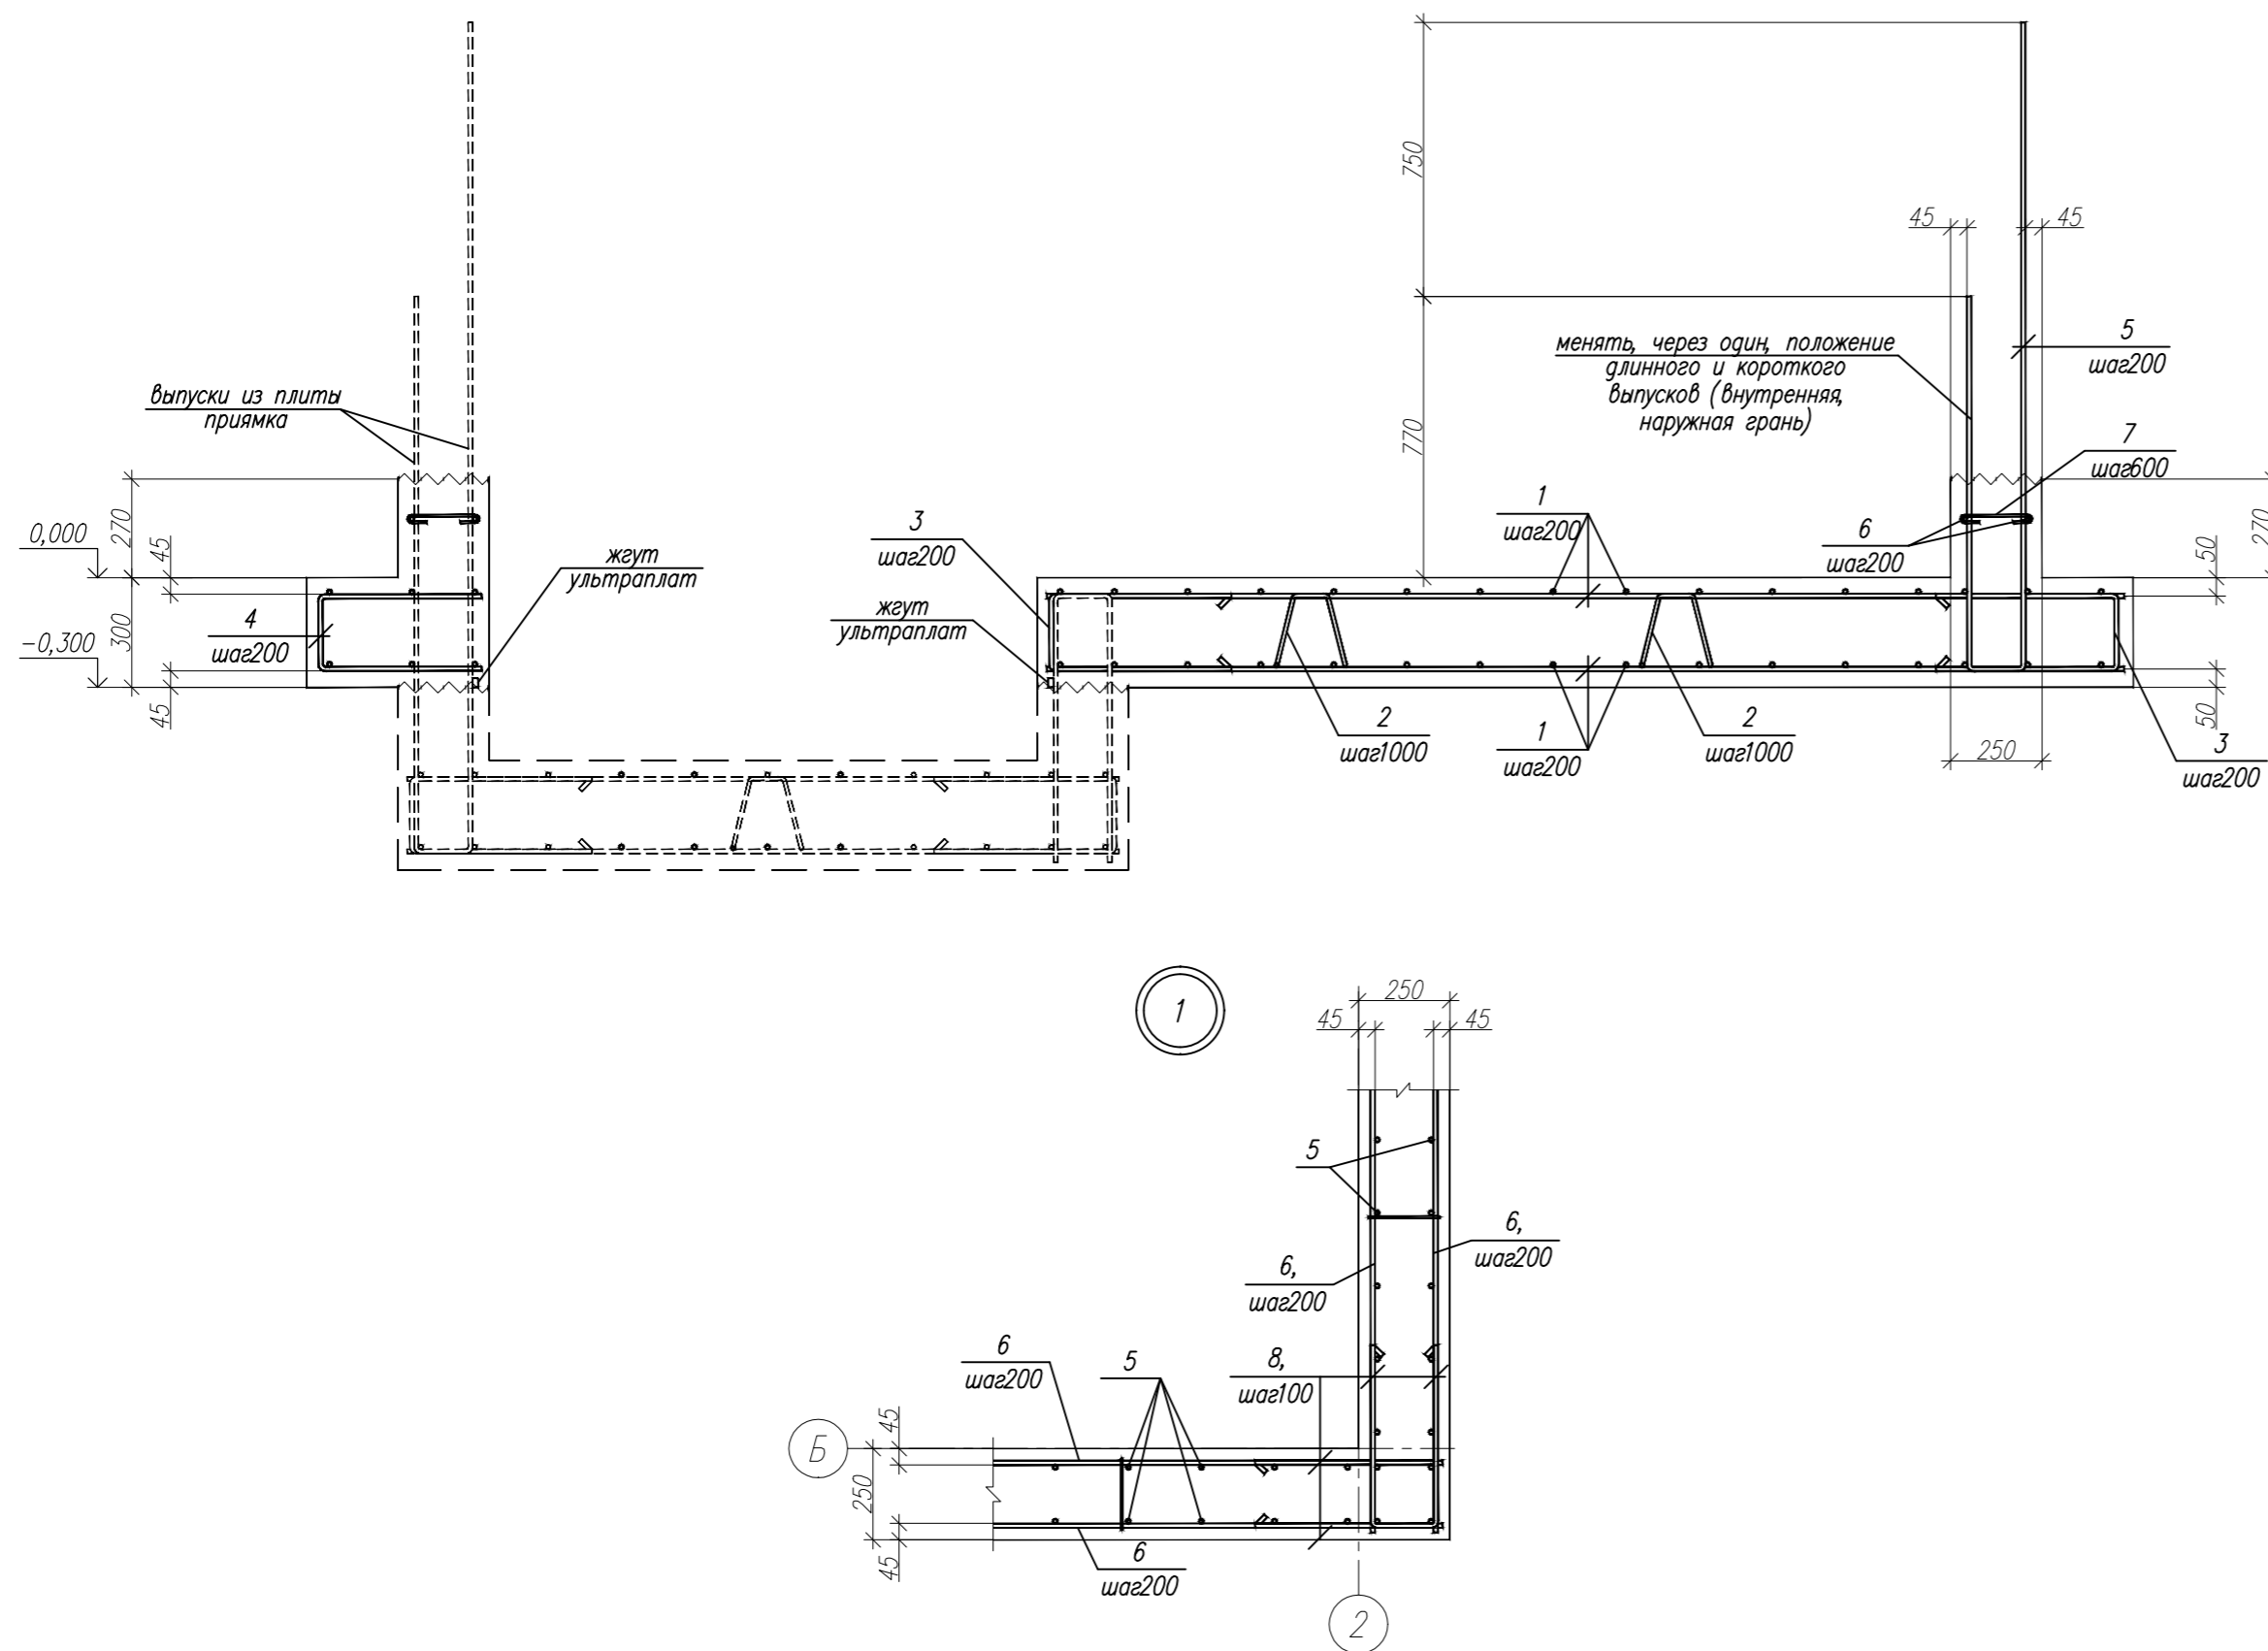 750
45
45
менять, через один, положение
длинного и короткого
выпусков (внутренняя,
наружная грань)
5
шаг200
выпуски из плиты
приямка
770
7
шаг600
270
0,000
45
жгут
ультраплат
3
шаг200
1
шаг200
6
шаг200
50
270
300
-0,300
4
шаг200
45
жгут
ультраплат
2
шаг1000
1
шаг200
2
шаг1000
50
250
3
шаг200
1
250
45
45
5
6,
шаг200
6,
шаг200
6
шаг200
5
8,
шаг100
Б
45
250
45
6
шаг200
2